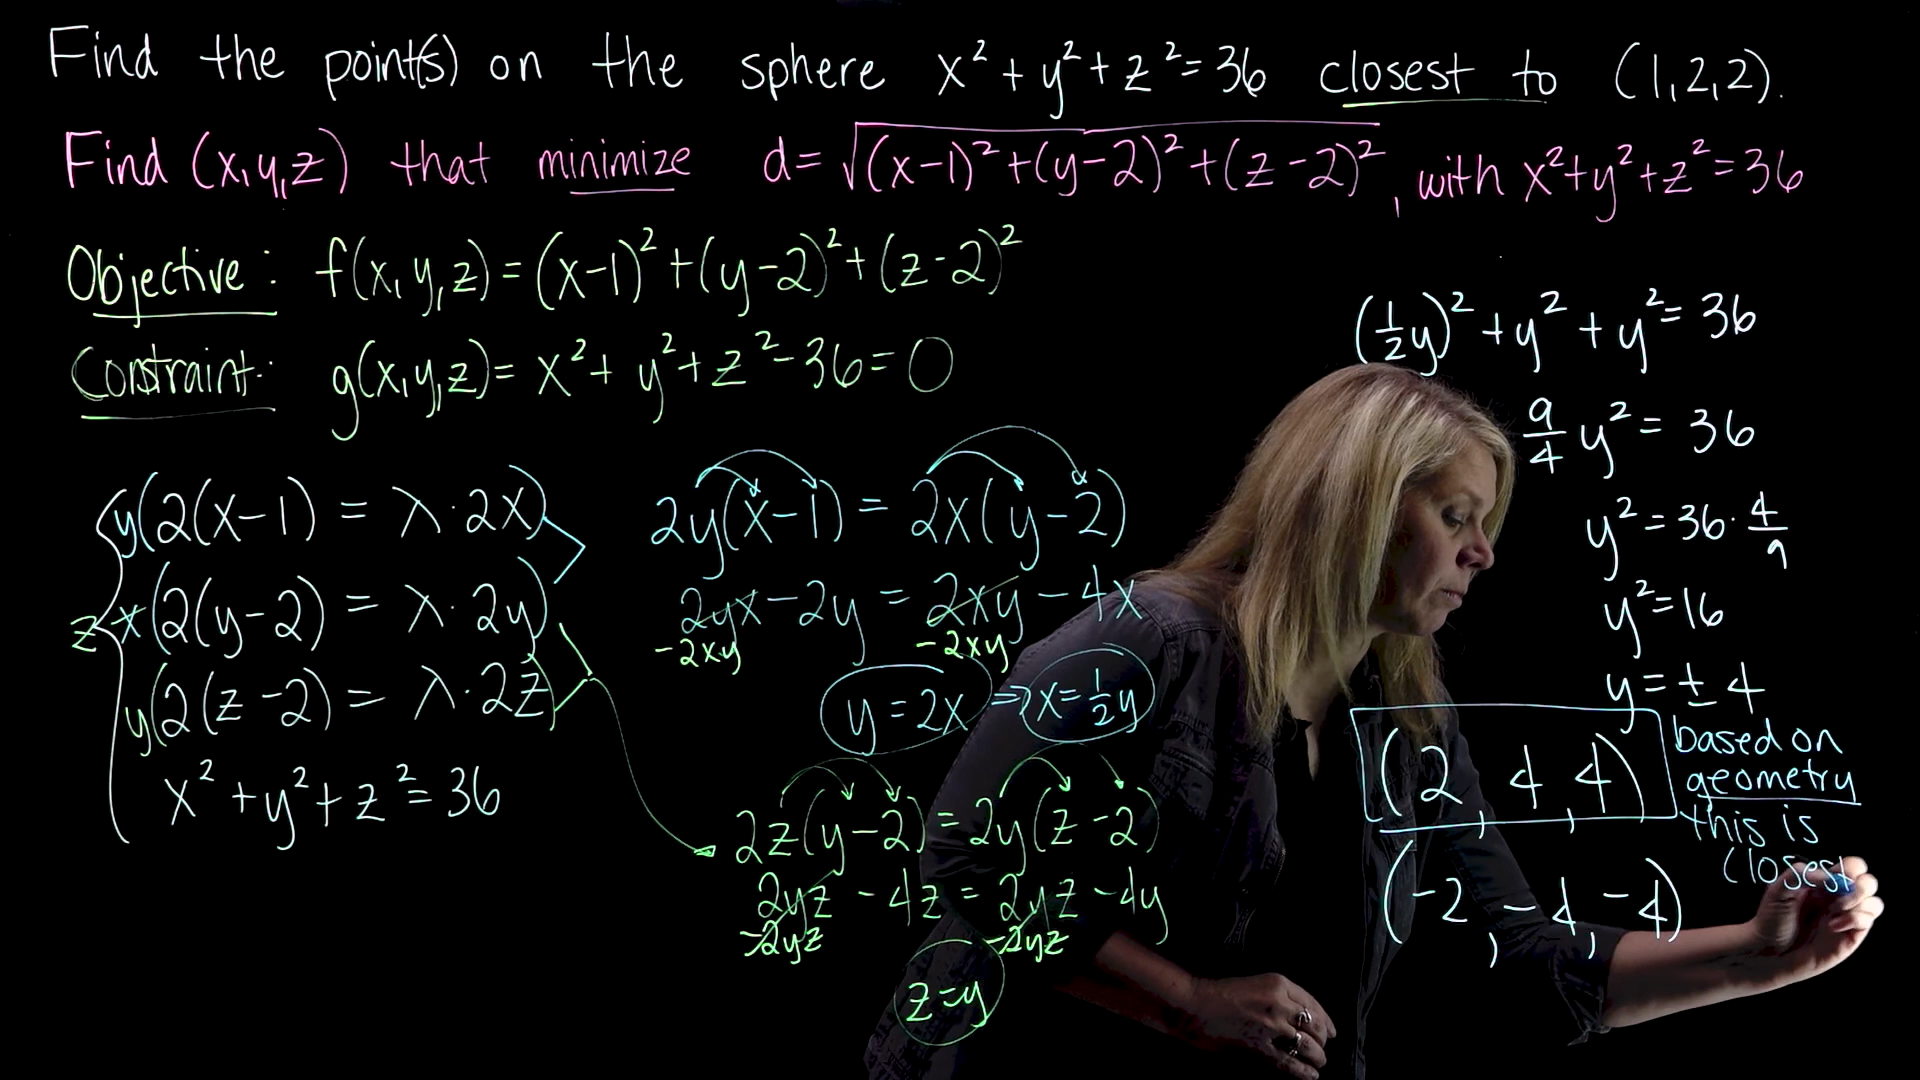 Find the point(s) on the sphere x² + y² + z² = 36 closest to (1,2,2).
Find (x,y,z) that minimize d = √((x-1)² + (y-2)² + (z-2)²), with x²+y²+z² = 36
Objective: f(x,y,z) = (x-1)² + (y-2)² + (z-2)²
Constraint: g(x,y,z) = x² + y² + z² - 36 = 0
y(2(x-1) = λ·2x)
z x(2(y-2) = λ·2y)
y(2(z-2) = λ·2z)
x² + y² + z² = 36
2y(x-1) = 2x(y-2)
2yx - 2y = 2xy - 4x
-2xy -2xy
y = 2x ⇒ x = ½y
2z(y-2) = 2y(z-2)
2yz - 4z = 2yz - 4y
-2yz -2yz
z = y
(½y)² + y² + y² = 36
9/4 y² = 36
y² = 36 · 4/9
y² = 16
y = ± 4
(2, 4, 4)
based on
geometry
this is
closest
(-2, -4, -4)